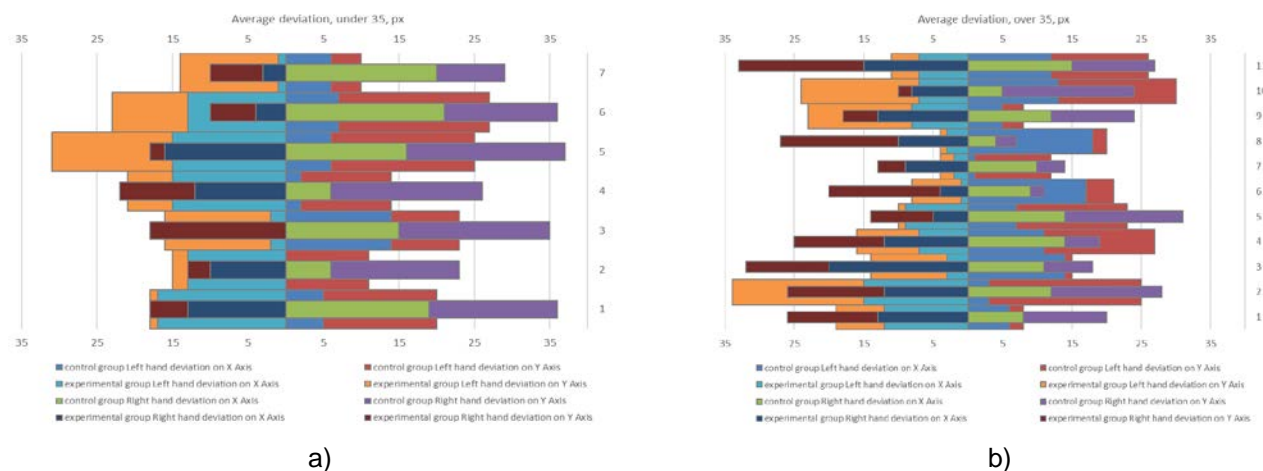 Average deviation, under 35, px
35 25 15 5 5 15 25 35
7
6
5
4
3
2
1
35 25 15 5 5 15 25 35
control group Left hand deviation on X Axis control group Left hand deviation on Y Axis
experimental group Left hand deviation on X Axis experimental group Left hand deviation on Y Axis
control group Right hand deviation on X Axis control group Right hand deviation on Y Axis
experimental group Right hand deviation on X Axis experimental group Right hand deviation on Y Axis
a)
Average deviation, over 35, px
35 25 15 5 5 15 25 35
9
8
7
6
5
4
3
2
1
35 25 15 5 5 15 25 35
control group Left hand deviation on X Axis control group Left hand deviation on Y Axis
experimental group Left hand deviation on X Axis experimental group Left hand deviation on Y Axis
control group Right hand deviation on X Axis control group Right hand deviation on Y Axis
experimental group Right hand deviation on X Axis experimental group Right hand deviation on Y Axis
b)